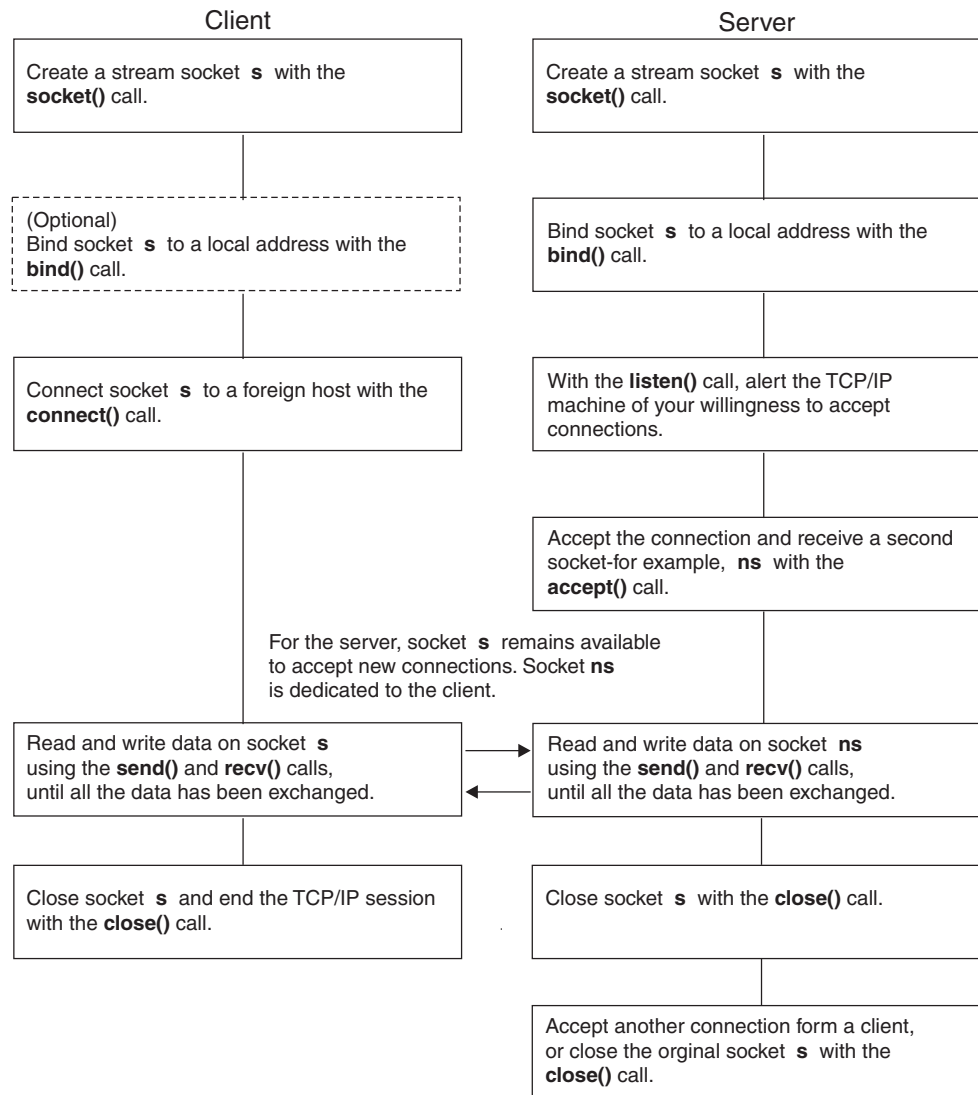 Client
Server
Create a stream socket s with the
socket() call.
Create a stream socket s with the
socket() call.
(Optional)
Bind socket s to a local address with the
bind() call.
Bind socket s to a local address with the
bind() call.
Connect socket s to a foreign host with the
connect() call.
With the listen() call, alert the TCP/IP
machine of your willingness to accept
connections.
Accept the connection and receive a second
socket-for example, ns with the
accept() call.
For the server, socket s remains available
to accept new connections. Socket ns
is dedicated to the client.
Read and write data on socket s
using the send() and recv() calls,
until all the data has been exchanged.
Read and write data on socket ns
using the send() and recv() calls,
until all the data has been exchanged.
Close socket s and end the TCP/IP session
with the close() call.
Close socket s with the close() call.
Accept another connection form a client,
or close the orginal socket s with the
close() call.